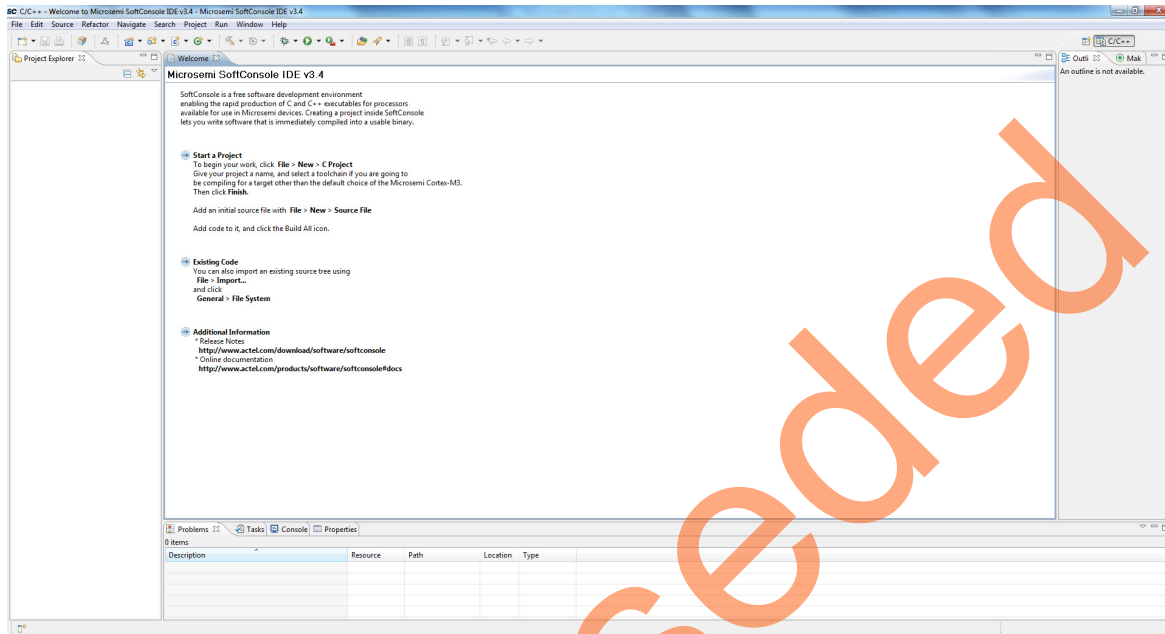 SC C/C++ - Welcome to Microsemi SoftConsole IDE v3.4 - Microsemi SoftConsole IDE v3.4
File Edit Source Refactor Navigate Search Project Run Window Help
C/C++
Project Explorer
Welcome
Outli
Mak
Microsemi SoftConsole IDE v3.4
An outline is not available.
SoftConsole is a free software development environment
enabling the rapid production of C and C++ executables for processors
available for use in Microsemi devices. Creating a project inside SoftConsole
lets you write software that is immediately compiled into a usable binary.
Start a Project
To begin your work, click File > New > C Project
Give your project a name, and select a toolchain if you are going to
be compiling for a target other than the default choice of the Microsemi Cortex-M3.
Then click Finish.
Add an initial source file with File > New > Source File
Add code to it, and click the Build All icon.
Existing Code
You can also import an existing source tree using
File > Import...
and click
General > File System
Additional Information
* Release Notes
http://www.actel.com/download/software/softconsole
* Online documentation
http://www.actel.com/products/software/softconsole#docs
Problems Tasks Console Properties
0 items
Description Resource Path Location Type
seded